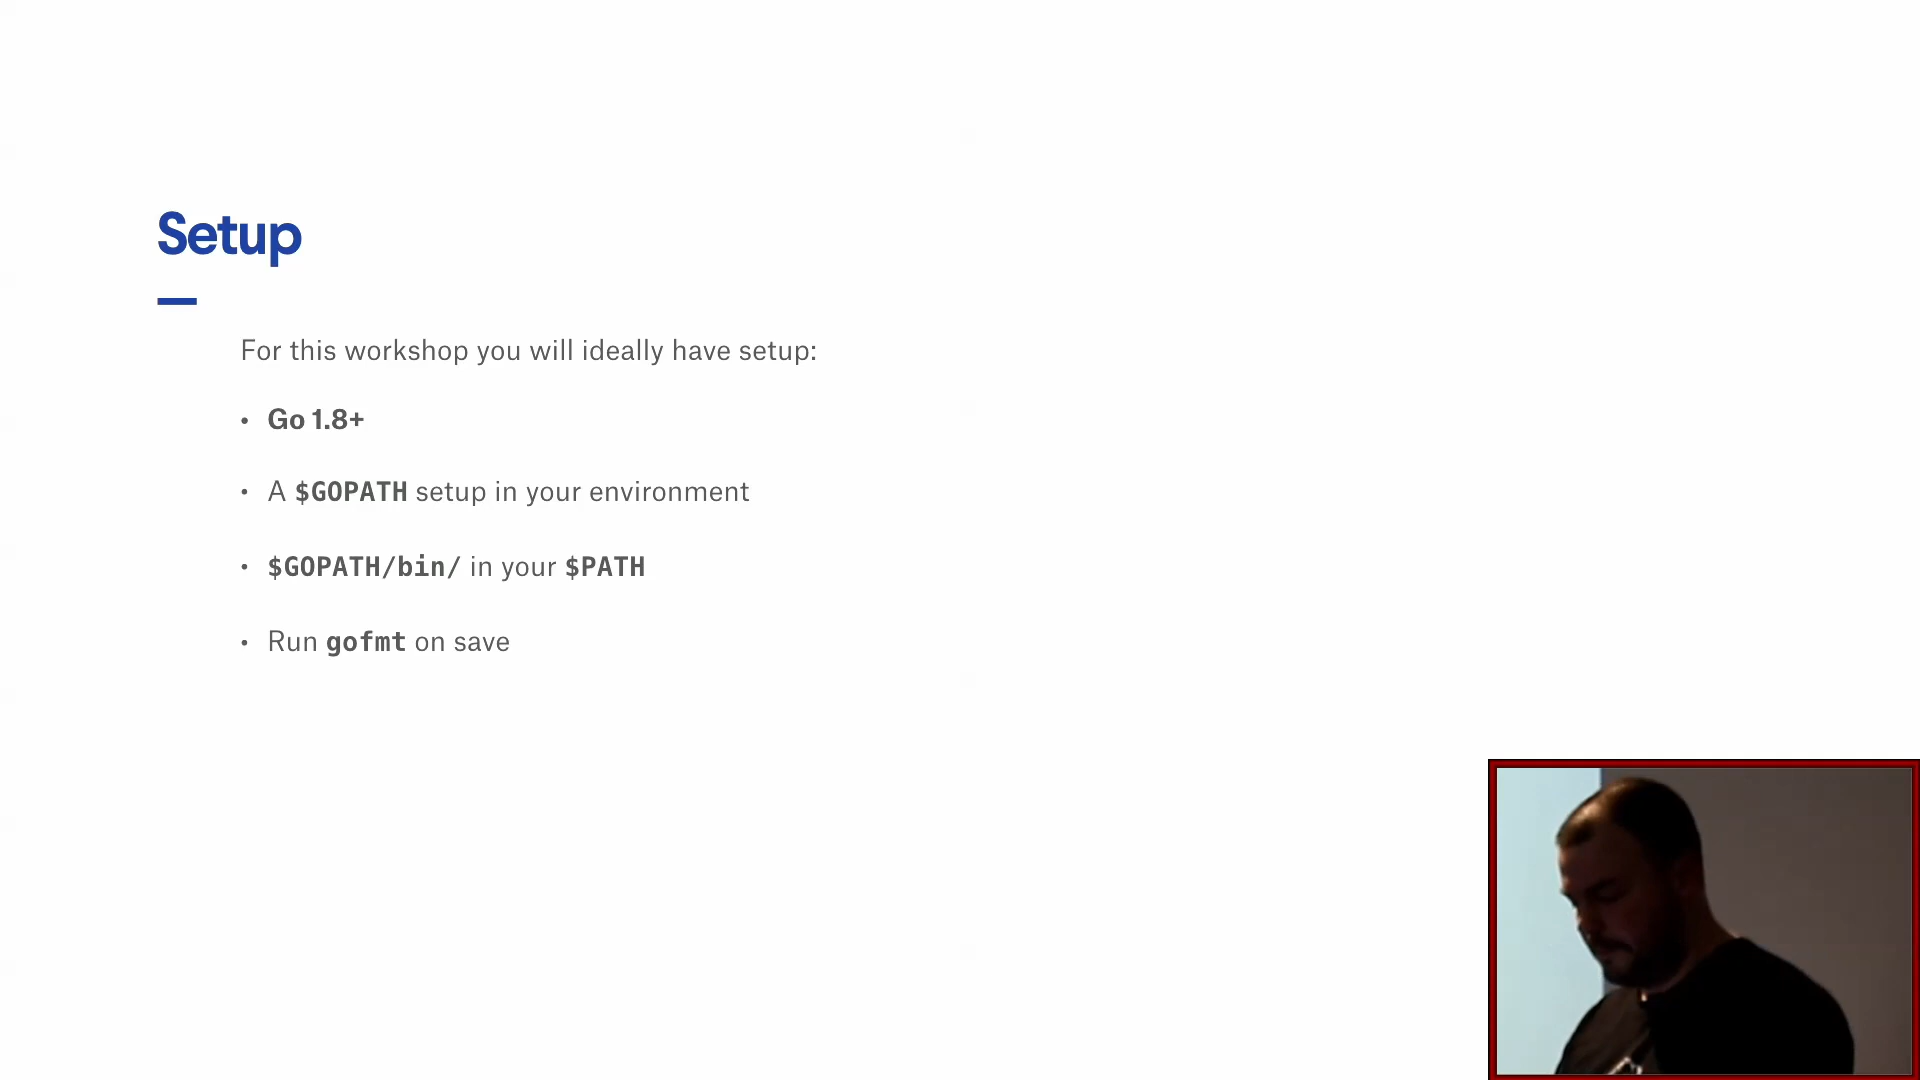 Setup
For this workshop you will ideally have setup:
• Go 1.8+
• A $GOPATH setup in your environment
• $GOPATH/bin/ in your $PATH
• Run gofmt on save